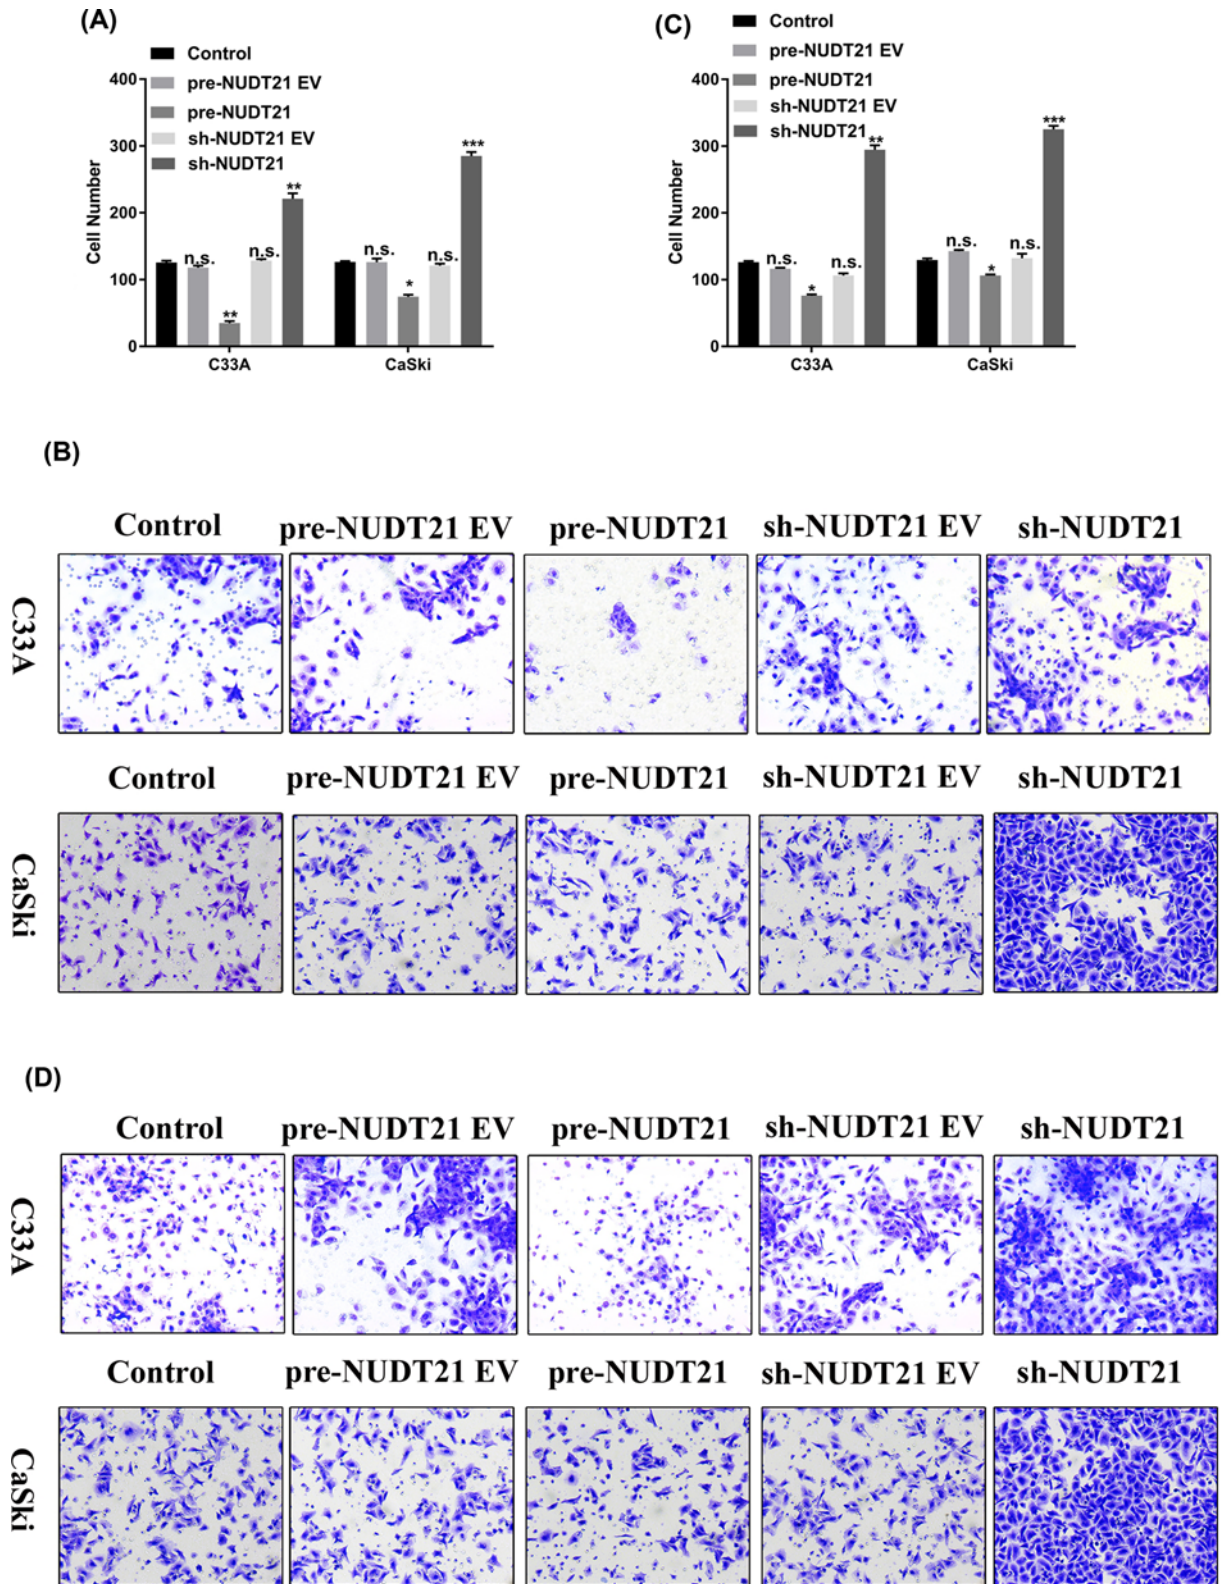 (A)
Control
pre-NUDT21 EV
pre-NUDT21
sh-NUDT21 EV
sh-NUDT21
Cell Number
400
300
200
100
0
n.s.
**
n.s.
**
n.s.
*
n.s.
***
C33A
CaSki
(C)
Control
pre-NUDT21 EV
pre-NUDT21
sh-NUDT21 EV
sh-NUDT21
Cell Number
400
300
200
100
0
n.s.
*
n.s.
**
n.s.
*
n.s.
***
C33A
CaSki
(B)
Control pre-NUDT21 EV pre-NUDT21 sh-NUDT21 EV sh-NUDT21
C33A
Control pre-NUDT21 EV pre-NUDT21 sh-NUDT21 EV sh-NUDT21
CaSki
(D)
Control pre-NUDT21 EV pre-NUDT21 sh-NUDT21 EV sh-NUDT21
C33A
Control pre-NUDT21 EV pre-NUDT21 sh-NUDT21 EV sh-NUDT21
CaSki